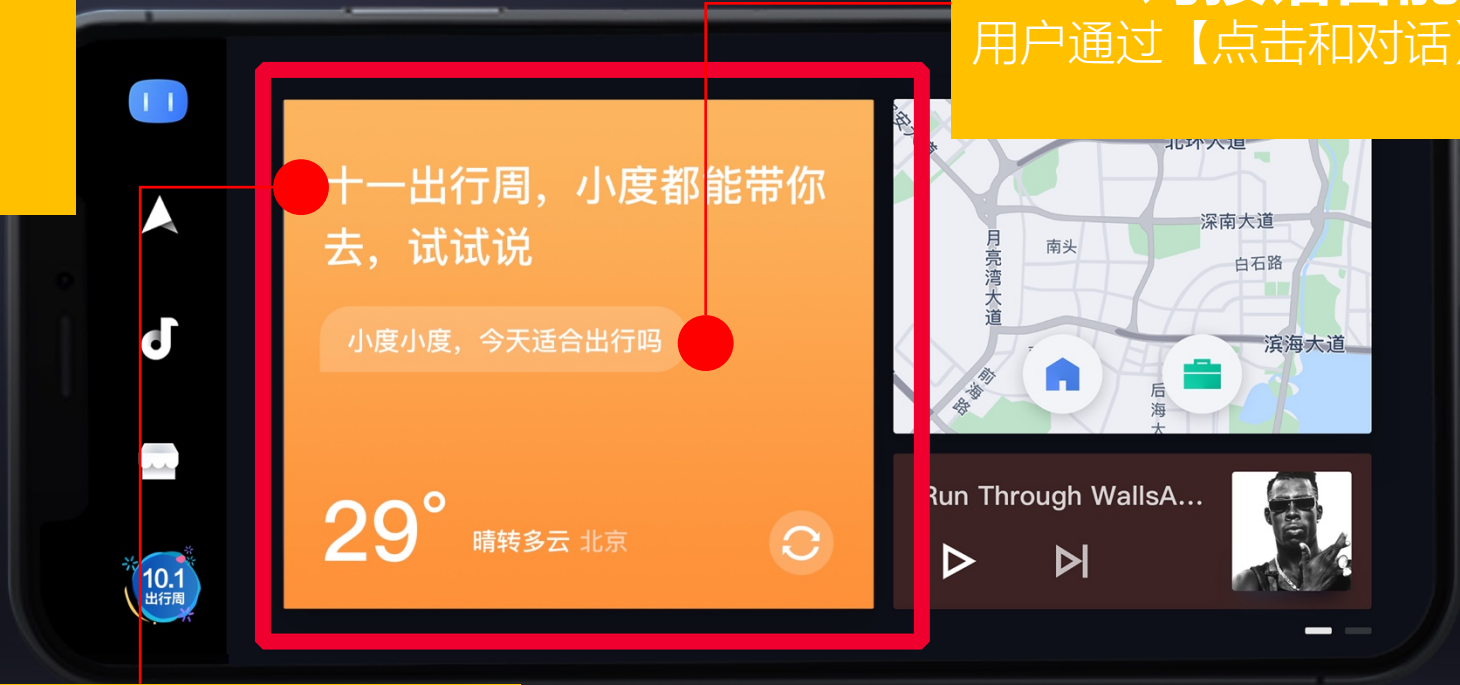 用户通过【点击和对话】
十一出行周，小度都能带你
去，试试说
小度小度，今天适合出行吗
29°
晴转多云 北京
10.1
出行周
北环大道
深南大道
南头
白石路
月亮湾大道
滨海大道
前海路
后海大
Run Through WallsA...